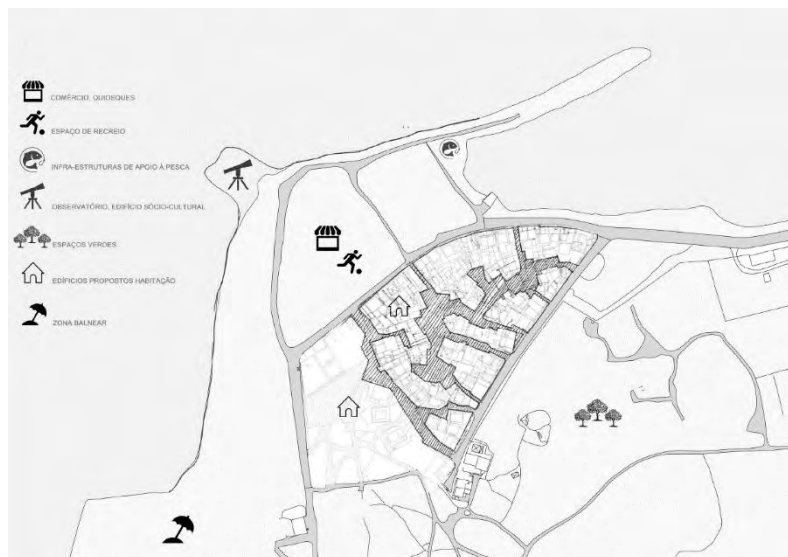 COMÉRCIO, QUIOSQUES
ESPAÇO DE RECREIO
INFRA-ESTRUTURAS DE APOIO À PESCA
OBSERVATÓRIO, EDIFÍCIO SÓCIO-CULTURAL
ESPAÇOS VERDES
EDÍFICIOS PROPOSTOS HABITAÇÃO
ZONA BALNEAR